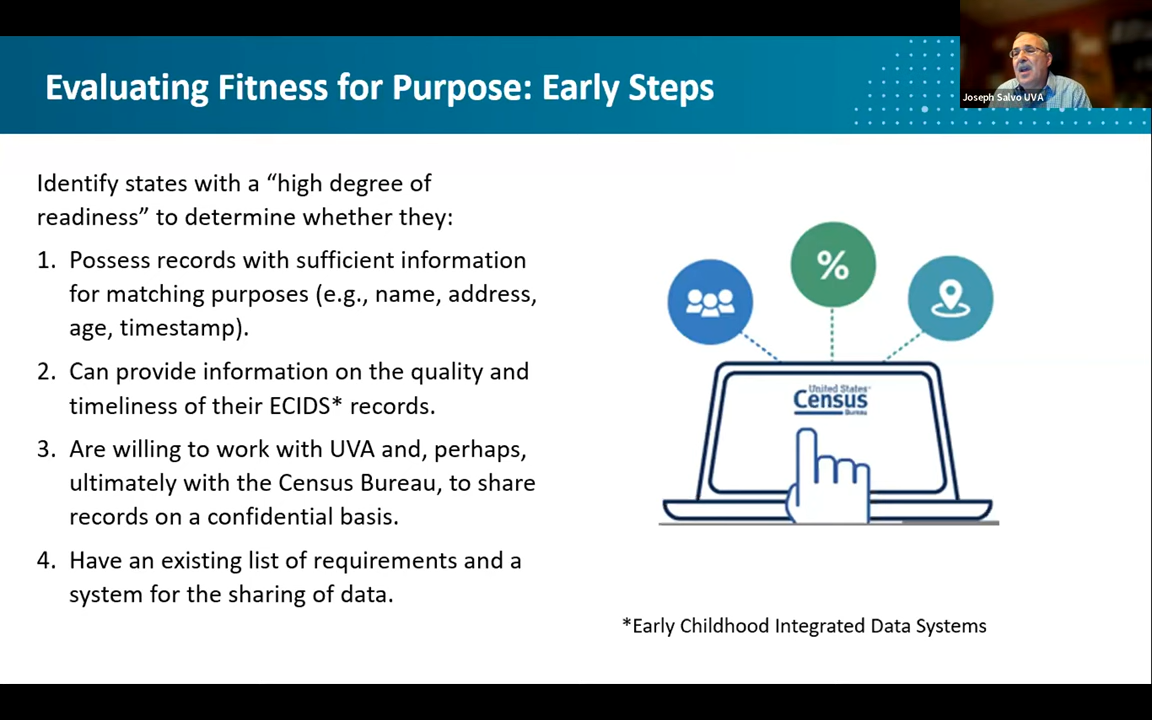 Evaluating Fitness for Purpose: Early Steps
Joseph Salvo UVA
Identify states with a “high degree of
readiness” to determine whether they:
1. Possess records with sufficient information
for matching purposes (e.g., name, address,
age, timestamp).
2. Can provide information on the quality and
timeliness of their ECIDS* records.
3. Are willing to work with UVA and, perhaps,
ultimately with the Census Bureau, to share
records on a confidential basis.
4. Have an existing list of requirements and a
system for the sharing of data.
%
United States™
Census
Bureau
*Early Childhood Integrated Data Systems